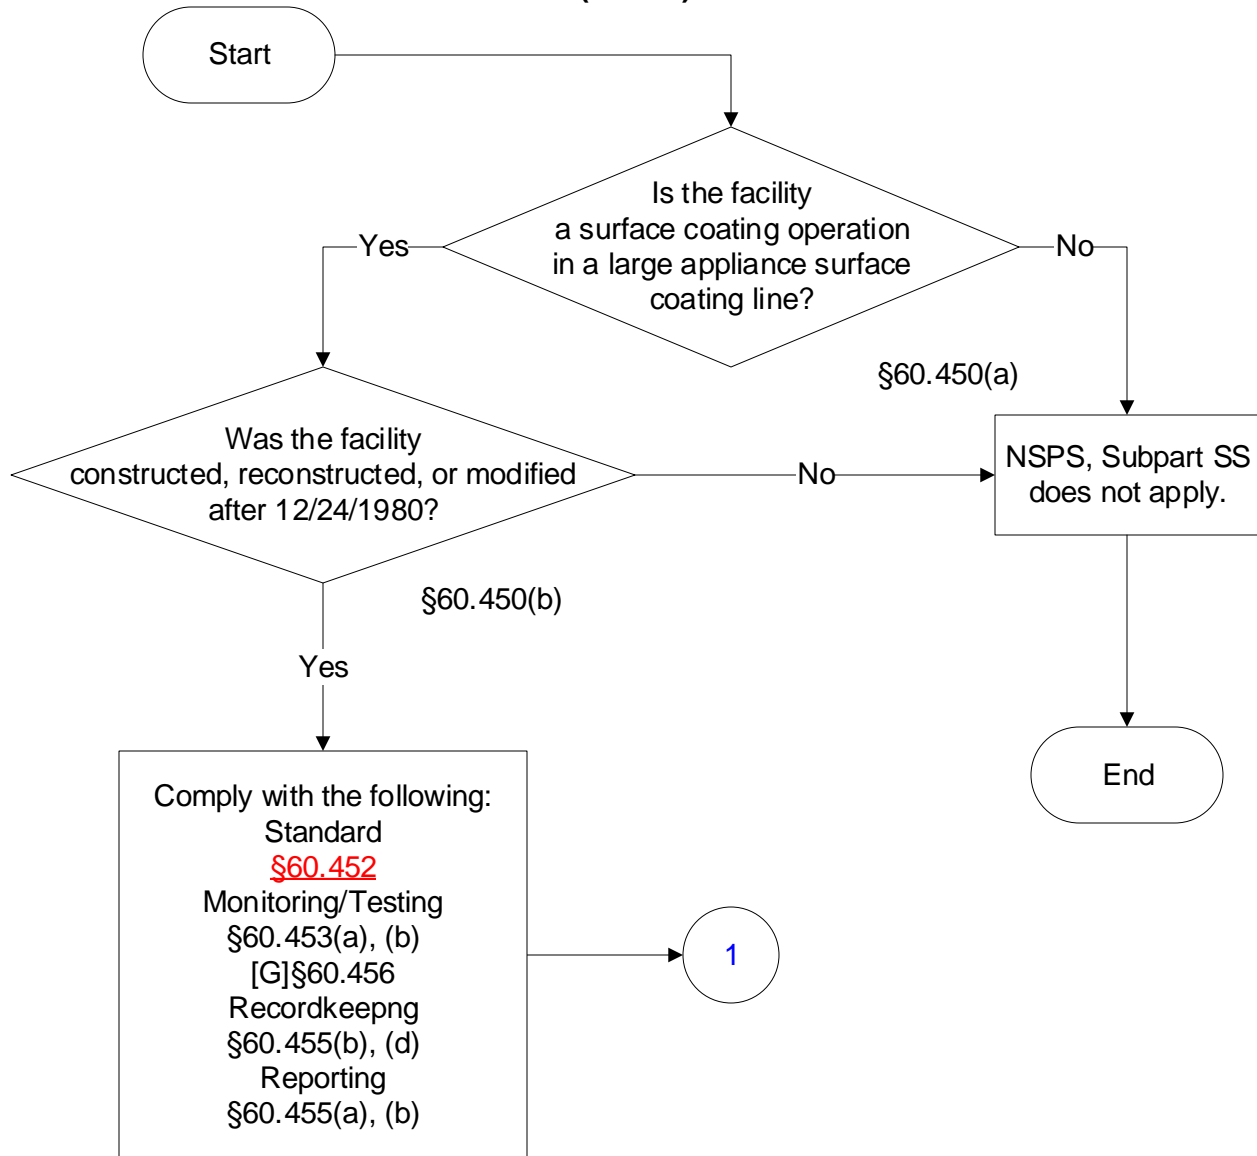 Start
Is the facility
a surface coating operation
in a large appliance surface
coating line?
Yes
No
§60.450(a)
Was the facility
constructed, reconstructed, or modified
after 12/24/1980?
No
NSPS, Subpart SS
does not apply.
§60.450(b)
Yes
End
Comply with the following:
Standard
§60.452
Monitoring/Testing
§60.453(a), (b)
[G]§60.456
Recordkeepng
§60.455(b), (d)
Reporting
§60.455(a), (b)
1